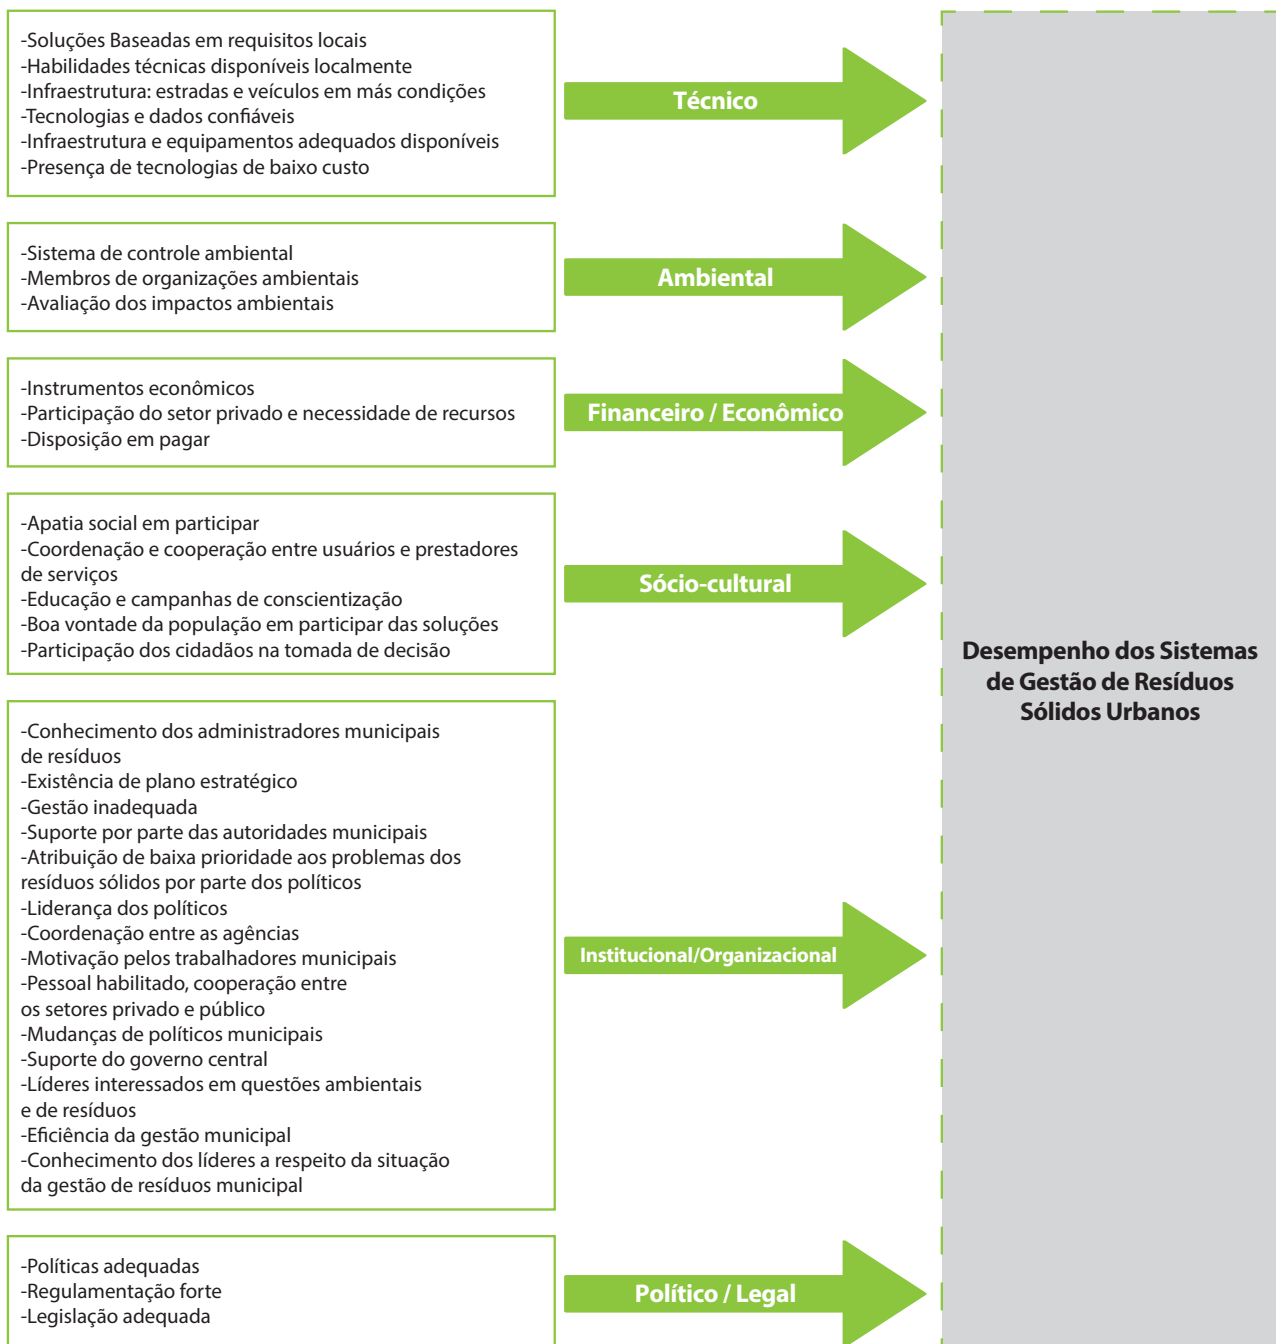 -Soluções Baseadas em requisitos locais
-Habilidades técnicas disponíveis localmente
-Infraestrutura: estradas e veículos em más condições
-Tecnologias e dados confiáveis
-Infraestrutura e equipamentos adequados disponíveis
-Presença de tecnologias de baixo custo
Técnico
-Sistema de controle ambiental
-Membros de organizações ambientais
-Avaliação dos impactos ambientais
Ambiental
-Instrumentos econômicos
-Participação do setor privado e necessidade de recursos
-Disposição em pagar
Financeiro / Econômico
-Apatia social em participar
-Coordenação e cooperação entre usuários e prestadores
de serviços
-Educação e campanhas de conscientização
-Boa vontade da população em participar das soluções
-Participação dos cidadãos na tomada de decisão
Sócio-cultural
-Conhecimento dos administradores municipais
de resíduos
-Existência de plano estratégico
-Gestão inadequada
-Suporte por parte das autoridades municipais
-Atribuição de baixa prioridade aos problemas dos
resíduos sólidos por parte dos políticos
-Liderança dos políticos
-Coordenação entre as agências
-Motivação pelos trabalhadores municipais
-Pessoal habilitado, cooperação entre
os setores privado e público
-Mudanças de políticos municipais
-Suporte do governo central
-Líderes interessados em questões ambientais
e de resíduos
-Eficiência da gestão municipal
-Conhecimento dos líderes a respeito da situação
da gestão de resíduos municipal
Institucional/Organizacional
-Políticas adequadas
-Regulamentação forte
-Legislação adequada
Político / Legal
Desempenho dos Sistemas
de Gestão de Resíduos
Sólidos Urbanos